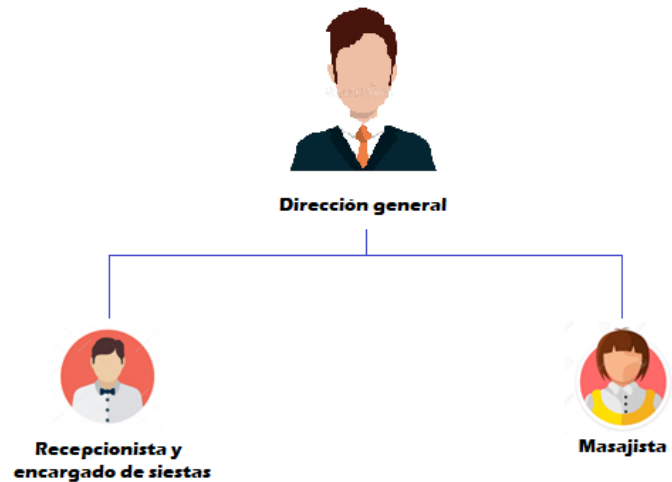 Dirección general
Recepcionista y
encargado de siestas
Masajista